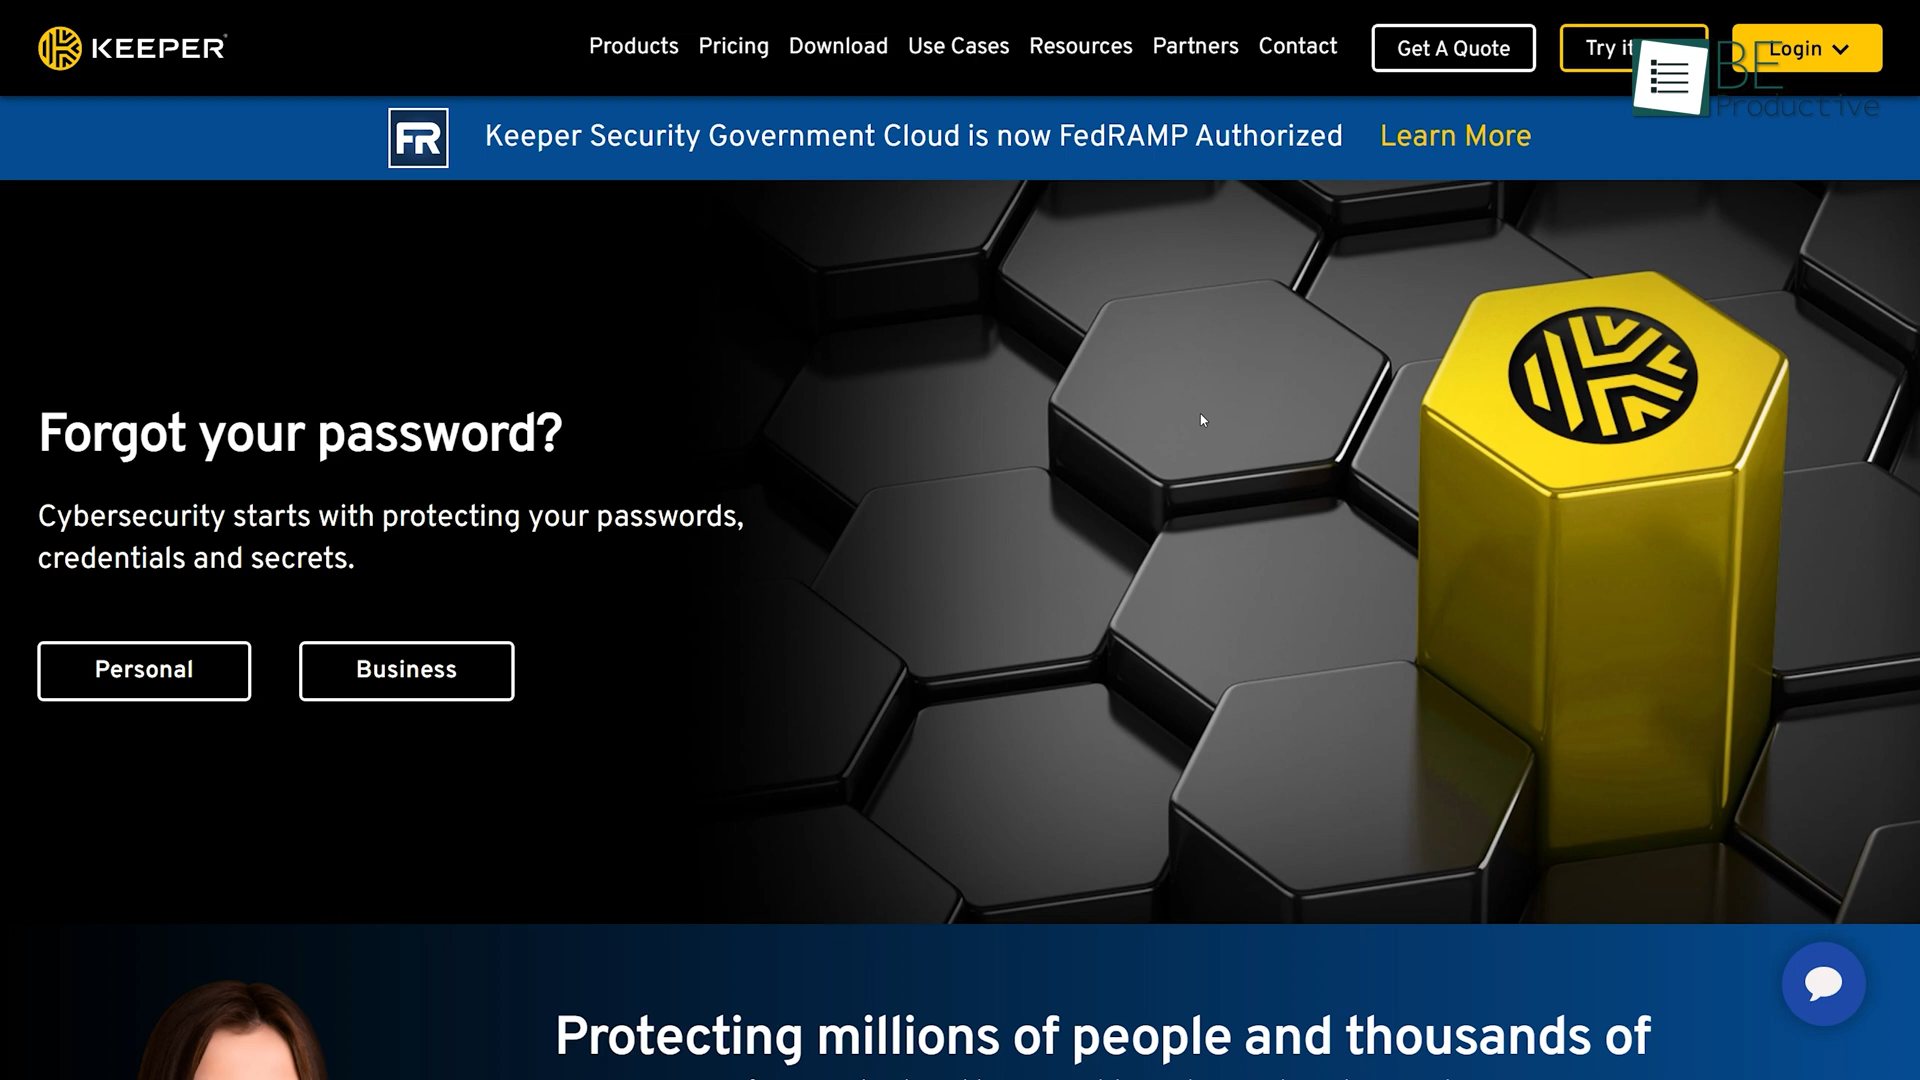 KEEPER
Products Pricing Download Use Cases Resources Partners Contact
Get A Quote
Try it
Login
BE
Productive
FR
Keeper Security Government Cloud is now FedRAMP Authorized Learn More
Forgot your password?
Cybersecurity starts with protecting your passwords,
credentials and secrets.
Personal
Business
Protecting millions of people and thousands of